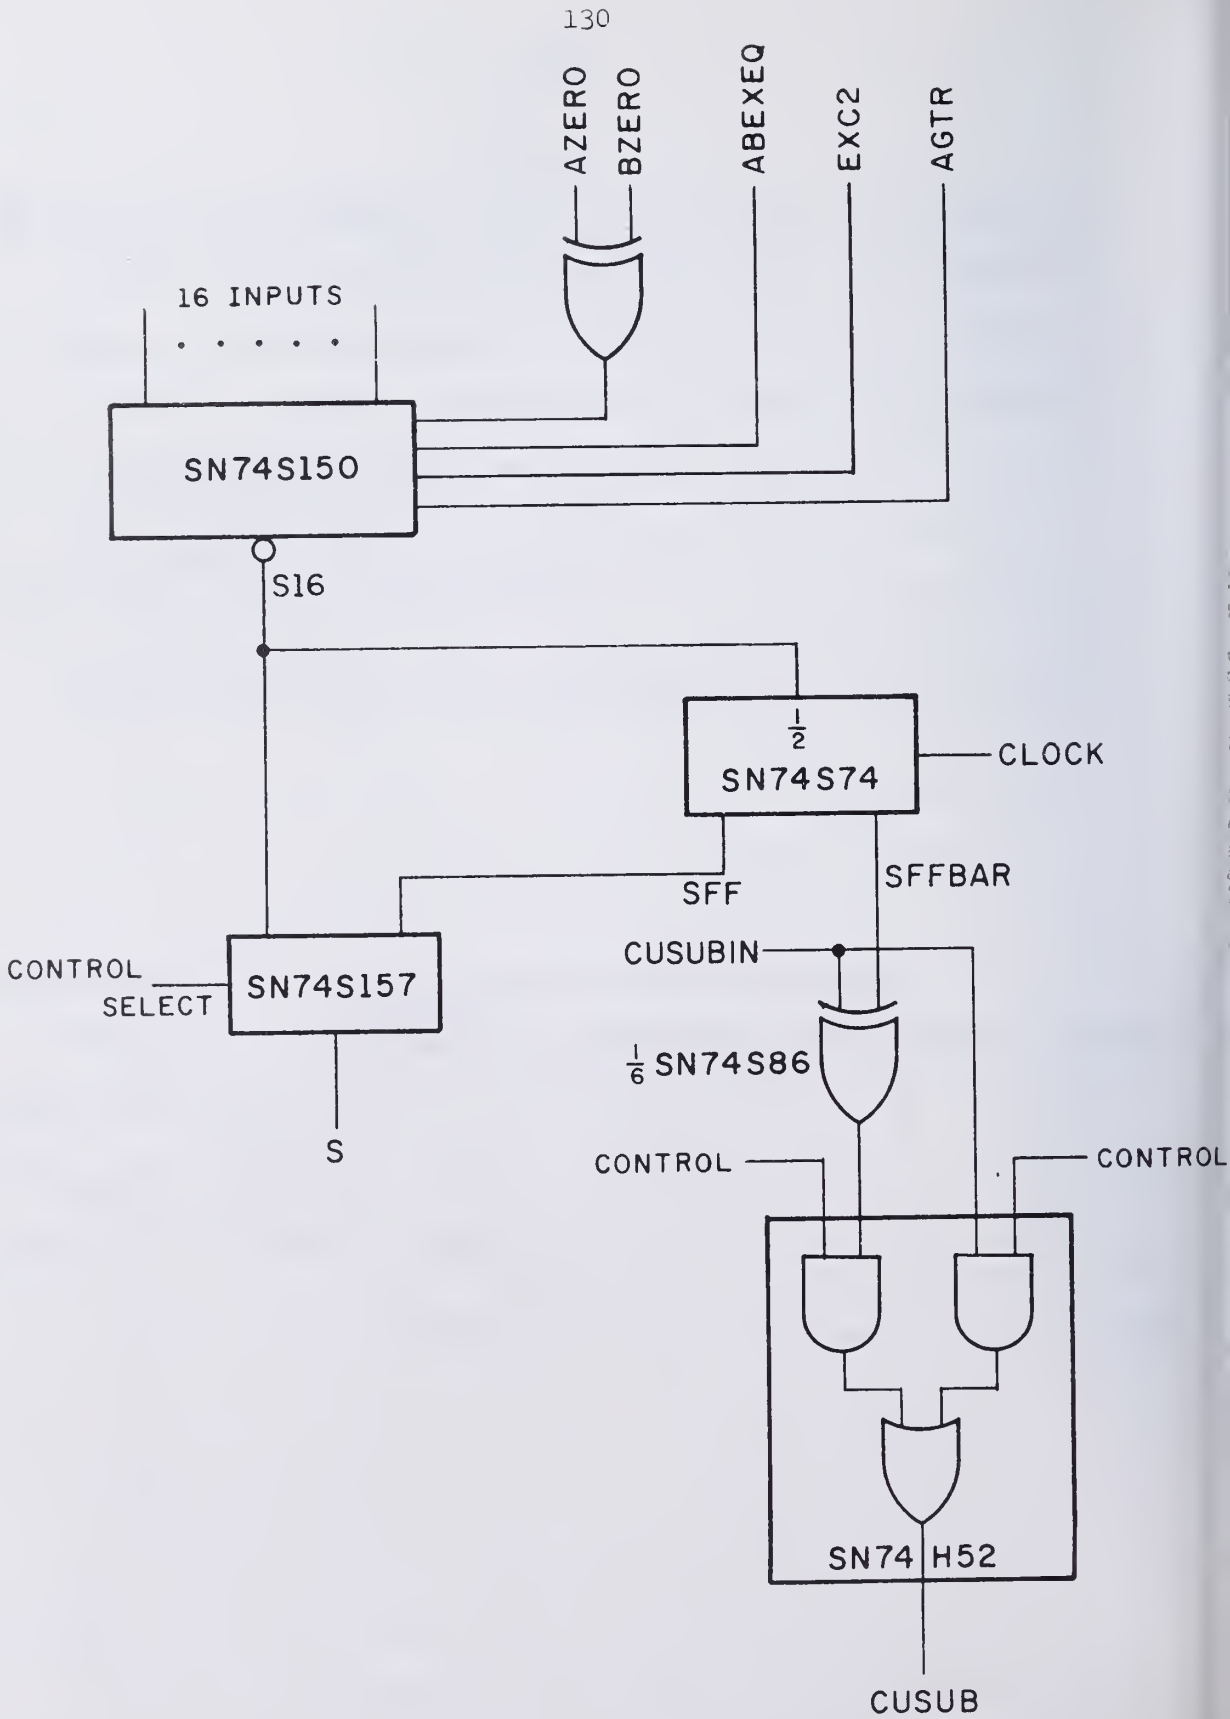 130
AZERO
BZERO
ABEXEQ
EXC2
AGTR
16 INPUTS
SN74S150
S16
1/2
SN74S74
CLOCK
SFF
SFFBAR
CUSUBIN
CONTROL
SELECT
SN74S157
1/6 SN74S86
S
CONTROL
CONTROL
SN74 H52
CUSUB